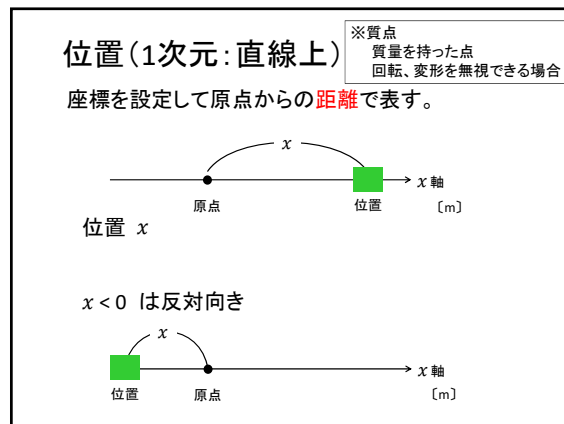 位置(1次元:直線上)
※質点
質量を持った点
回転、変形を無視できる場合
座標を設定して原点からの距離で表す。
x
x 軸
原点
位置
〔m〕
位置 x
x < 0 は反対向き
x
x 軸
位置
原点
〔m〕